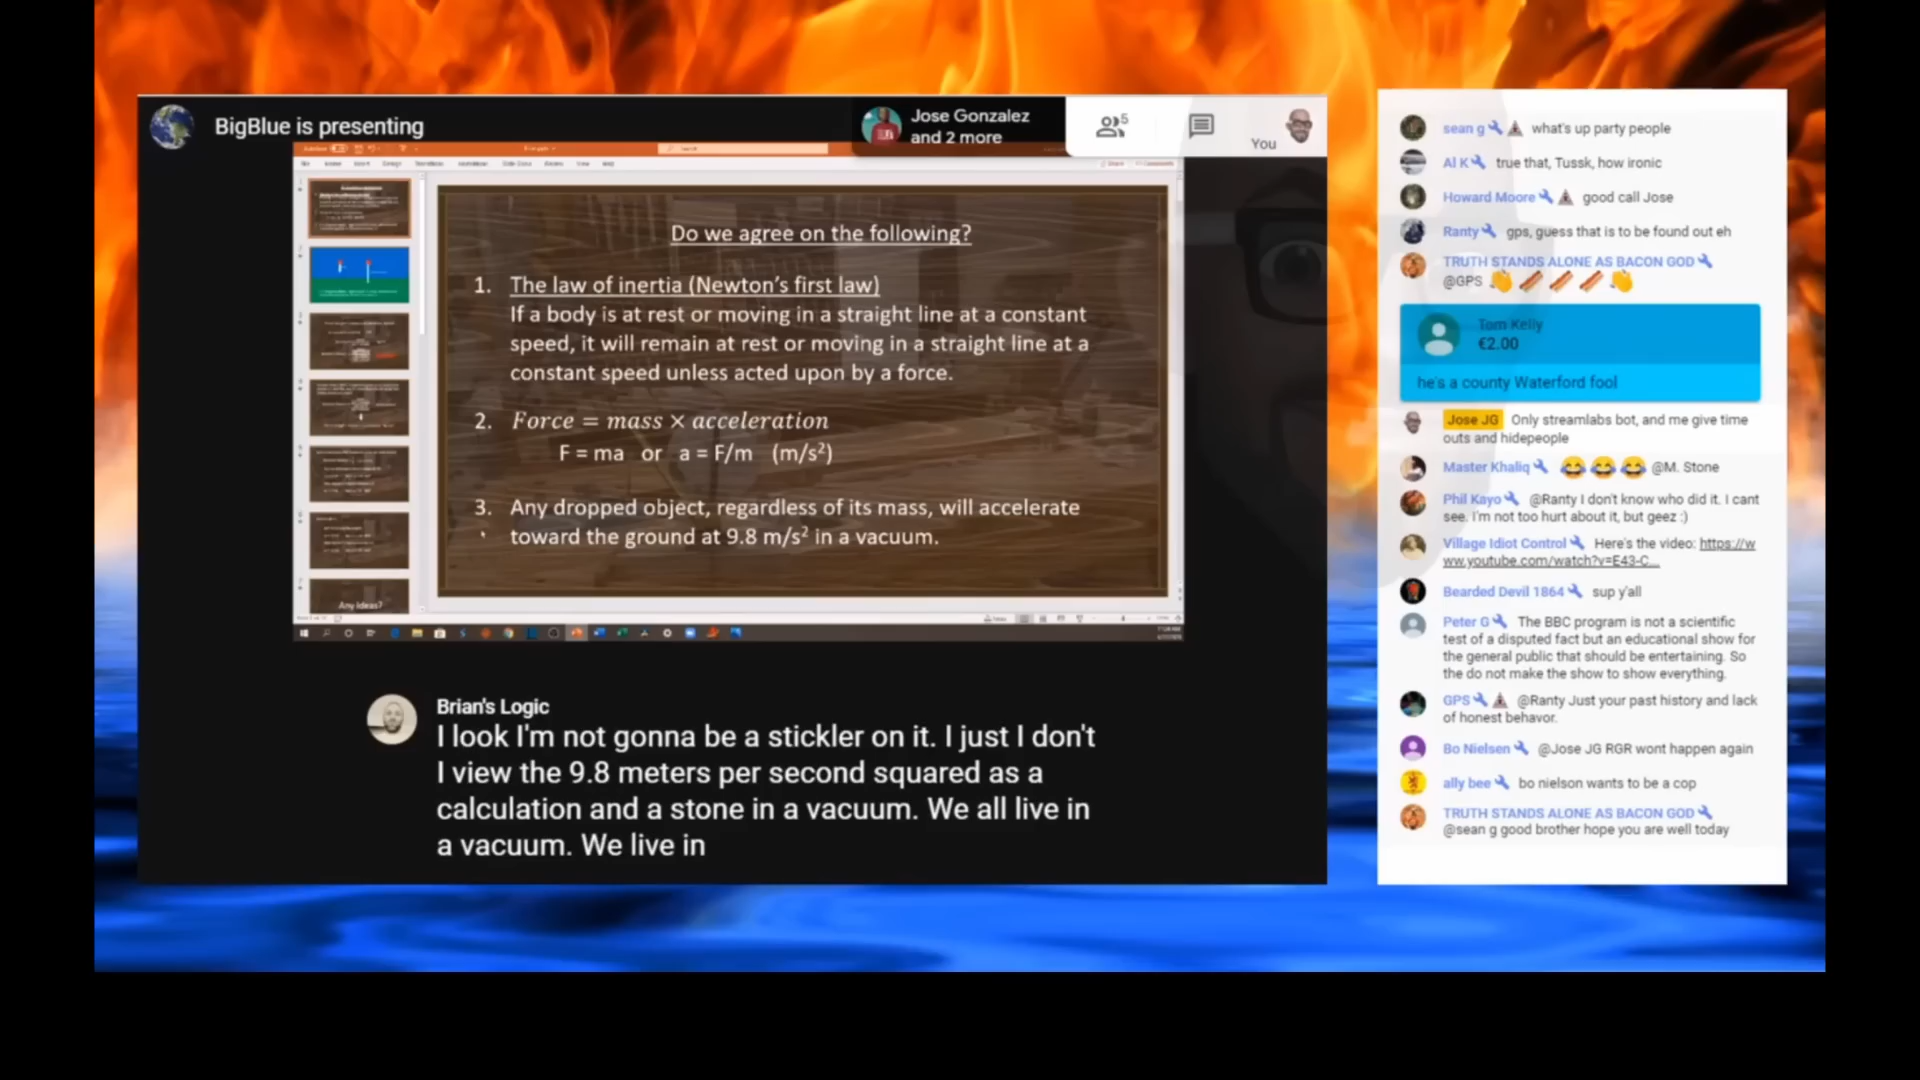 BigBlue is presenting
Jose Gonzalez
and 2 more
5
You
Do we agree on the following?
1. The law of inertia (Newton's first law)
If a body is at rest or moving in a straight line at a constant
speed, it will remain at rest or moving in a straight line at a
constant speed unless acted upon by a force.
2. Force = mass × acceleration
F = ma or a = F/m (m/s²)
3. Any dropped object, regardless of its mass, will accelerate
toward the ground at 9.8 m/s² in a vacuum.
Any Ideas?
Brian's Logic
I look I'm not gonna be a stickler on it. I just I don't
I view the 9.8 meters per second squared as a
calculation and a stone in a vacuum. We all live in
a vacuum. We live in
sean g what's up party people
Al K true that, Tussk, how ironic
Howard Moore good call Jose
Ranty gps, guess that is to be found out eh
TRUTH STANDS ALONE AS BACON GOD
@GPS 👏 🥓 🥓 🥓 👏
Tom Kelly
€2.00
he's a county Waterford fool
Jose JG Only streamlabs bot, and me give time
outs and hidepeople
Master Khaliq 😂 😂 😂 @M. Stone
Phil Kayo @Ranty I don't know who did it. I cant
see. I'm not too hurt about it, but geez :)
Village Idiot Control Here's the video: https://w
ww.youtube.com/watch?v=E43-C...
Bearded Devil 1864 sup y'all
Peter G The BBC program is not a scientific
test of a disputed fact but an educational show for
the general public that should be entertaining. So
the do not make the show to show everything.
GPS @Ranty Just your past history and lack
of honest behavor.
Bo Nielsen @Jose JG RGR wont happen again
ally bee bo nielson wants to be a cop
TRUTH STANDS ALONE AS BACON GOD
@sean g good brother hope you are well today